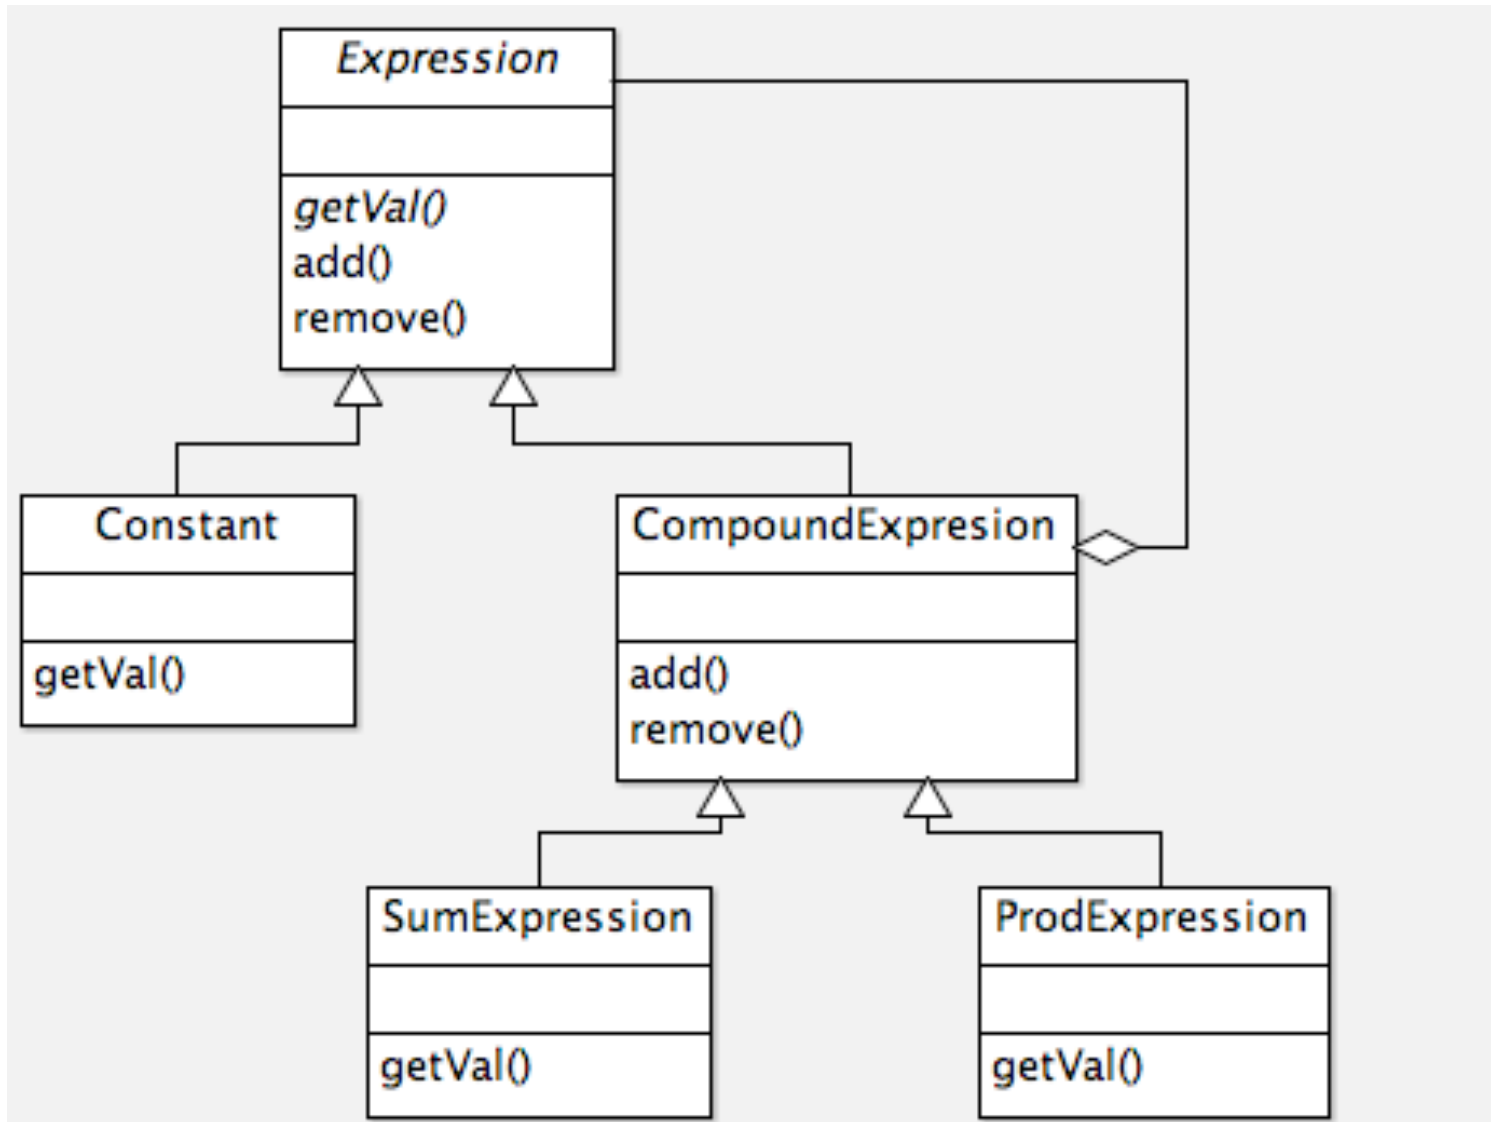 Expression
getVal()
add()
remove()
Constant
getVal()
CompoundExpresion
add()
remove()
SumExpression
getVal()
ProdExpression
getVal()